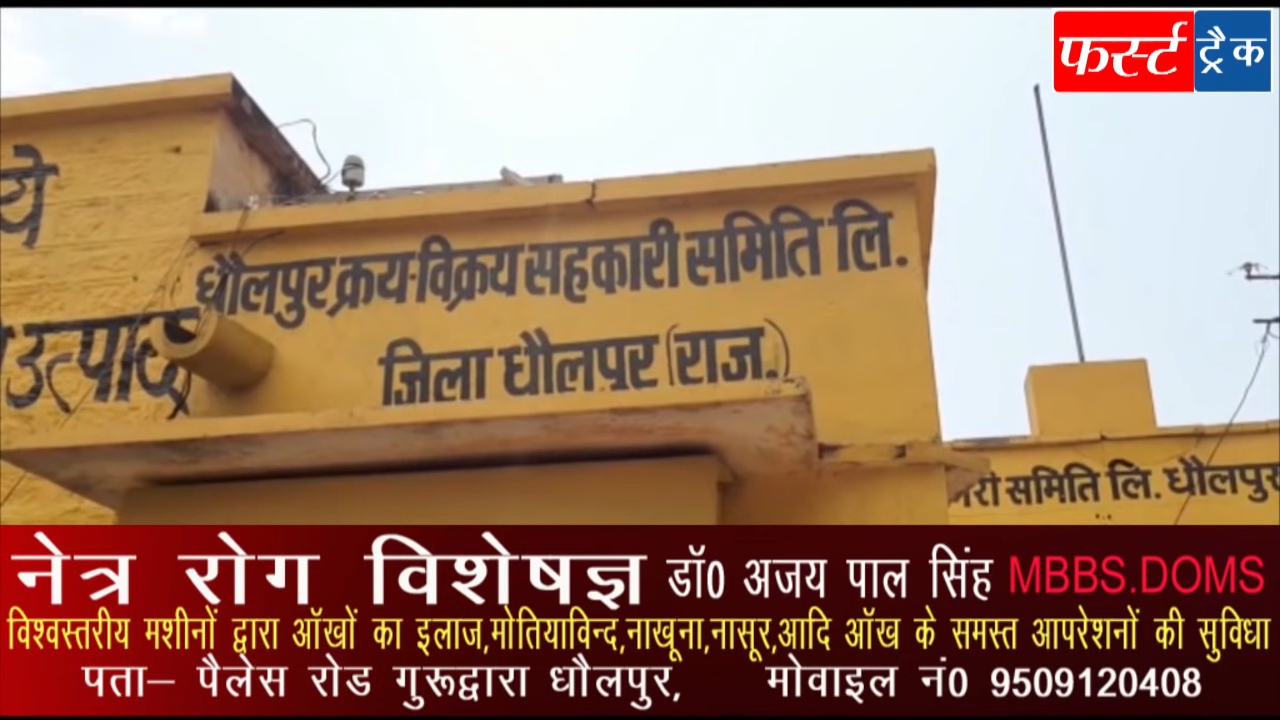 फर्स्ट ट्रैक
ये
उत्पाद
धौलपुर क्रय-विक्रय सहकारी समिति लि.
जिला धौलपुर (राज.)
समिति लि. धौलपुर
नेत्र रोग विशेषज्ञ डॉ0 अजय पाल सिंह MBBS.DOMS
विश्वस्तरीय मशीनों द्वारा ऑखों का इलाज,मोतियाविन्द,नाखूना,नासूर,आदि ऑख के समस्त आपरेशनों की सुविधा
पता– पैलेस रोड गुरूद्वारा धौलपुर, मोवाइल नं0 9509120408